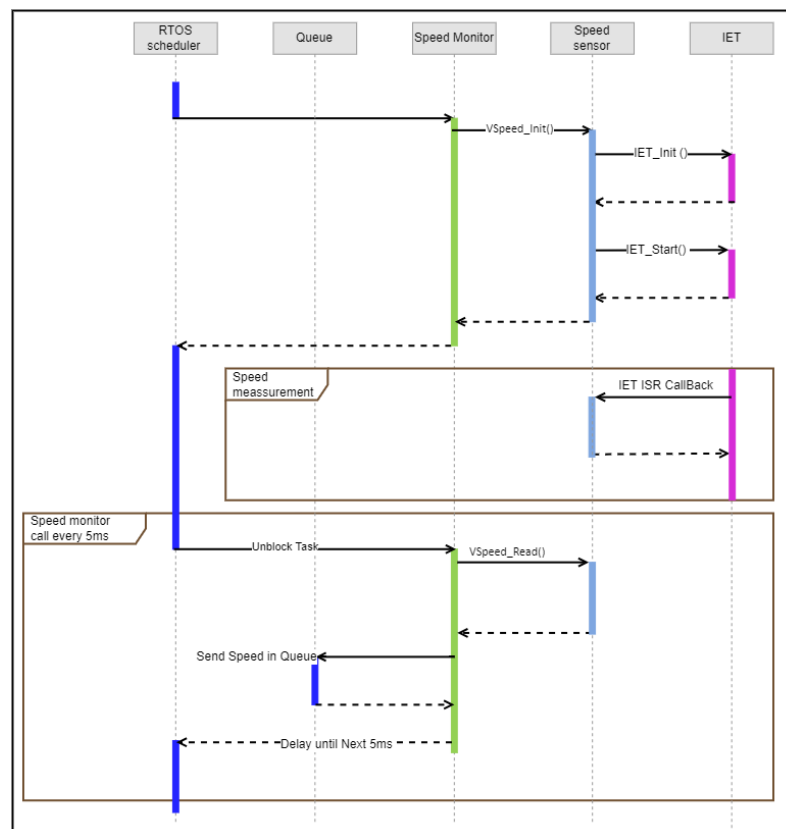 RTOS
scheduler
Queue
Speed Monitor
Speed
sensor
IET
VSpeed_Init()
IET_Init ()
IET_Start()
Speed
meassurement
IET ISR CallBack
Speed monitor
call every 5ms
Unblock Task
VSpeed_Read()
Send Speed in Queue
Delay until Next 5ms